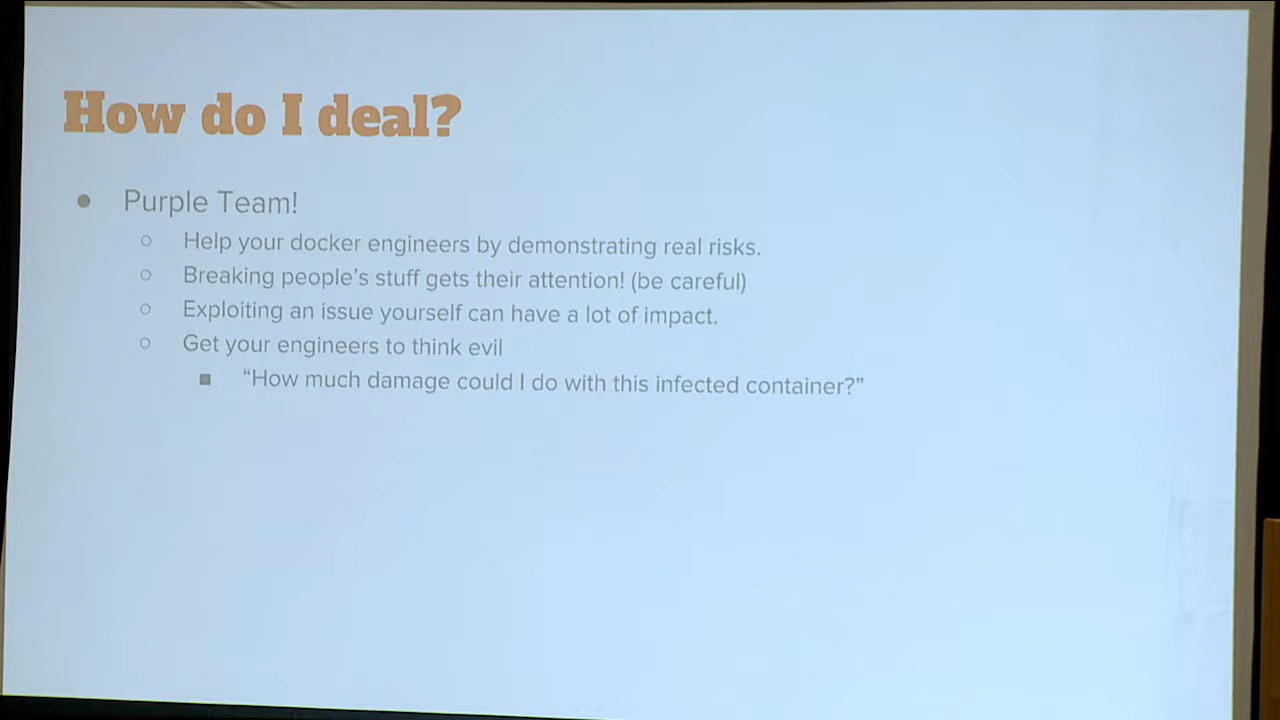 How do I deal?
● Purple Team!
○ Help your docker engineers by demonstrating real risks.
○ Breaking people's stuff gets their attention! (be careful)
○ Exploiting an issue yourself can have a lot of impact.
○ Get your engineers to think evil
■ “How much damage could I do with this infected container?”